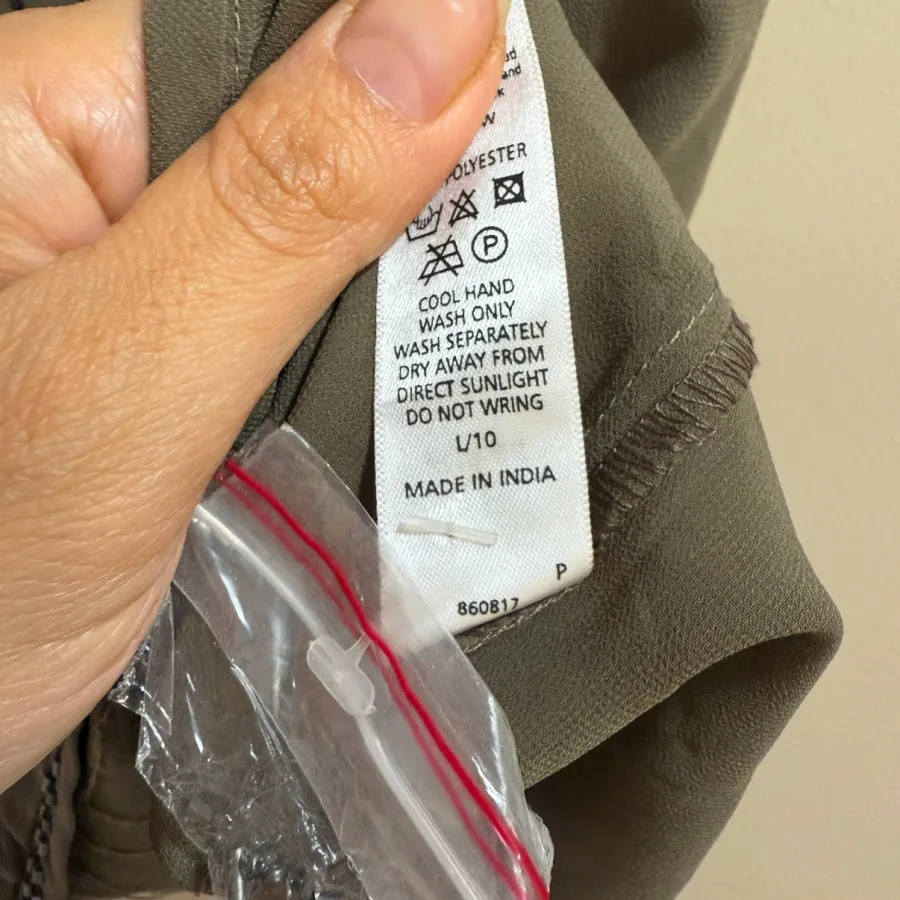 POLYESTER
P
COOL HAND
WASH ONLY
WASH SEPARATELY
DRY AWAY FROM
DIRECT SUNLIGHT
DO NOT WRING
L/10
MADE IN INDIA
P
860817